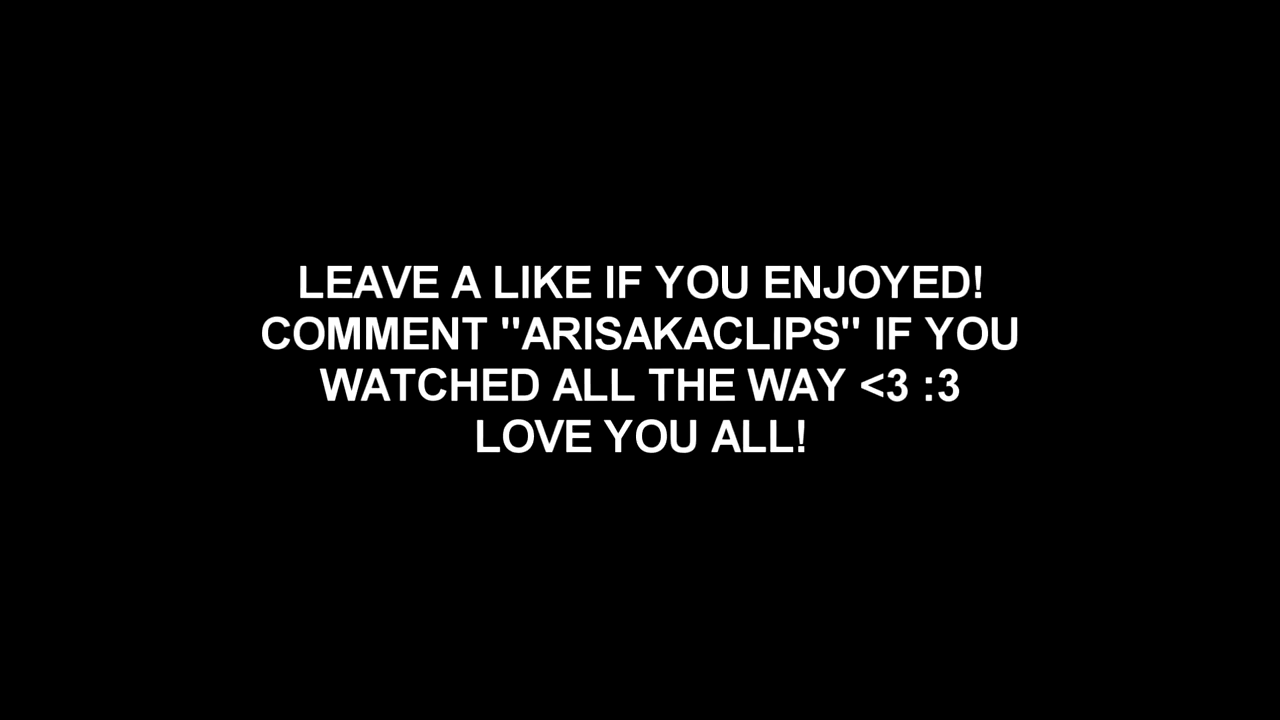 LEAVE A LIKE IF YOU ENJOYED!
COMMENT "ARISAKACLIPS" IF YOU
WATCHED ALL THE WAY <3 :3
LOVE YOU ALL!